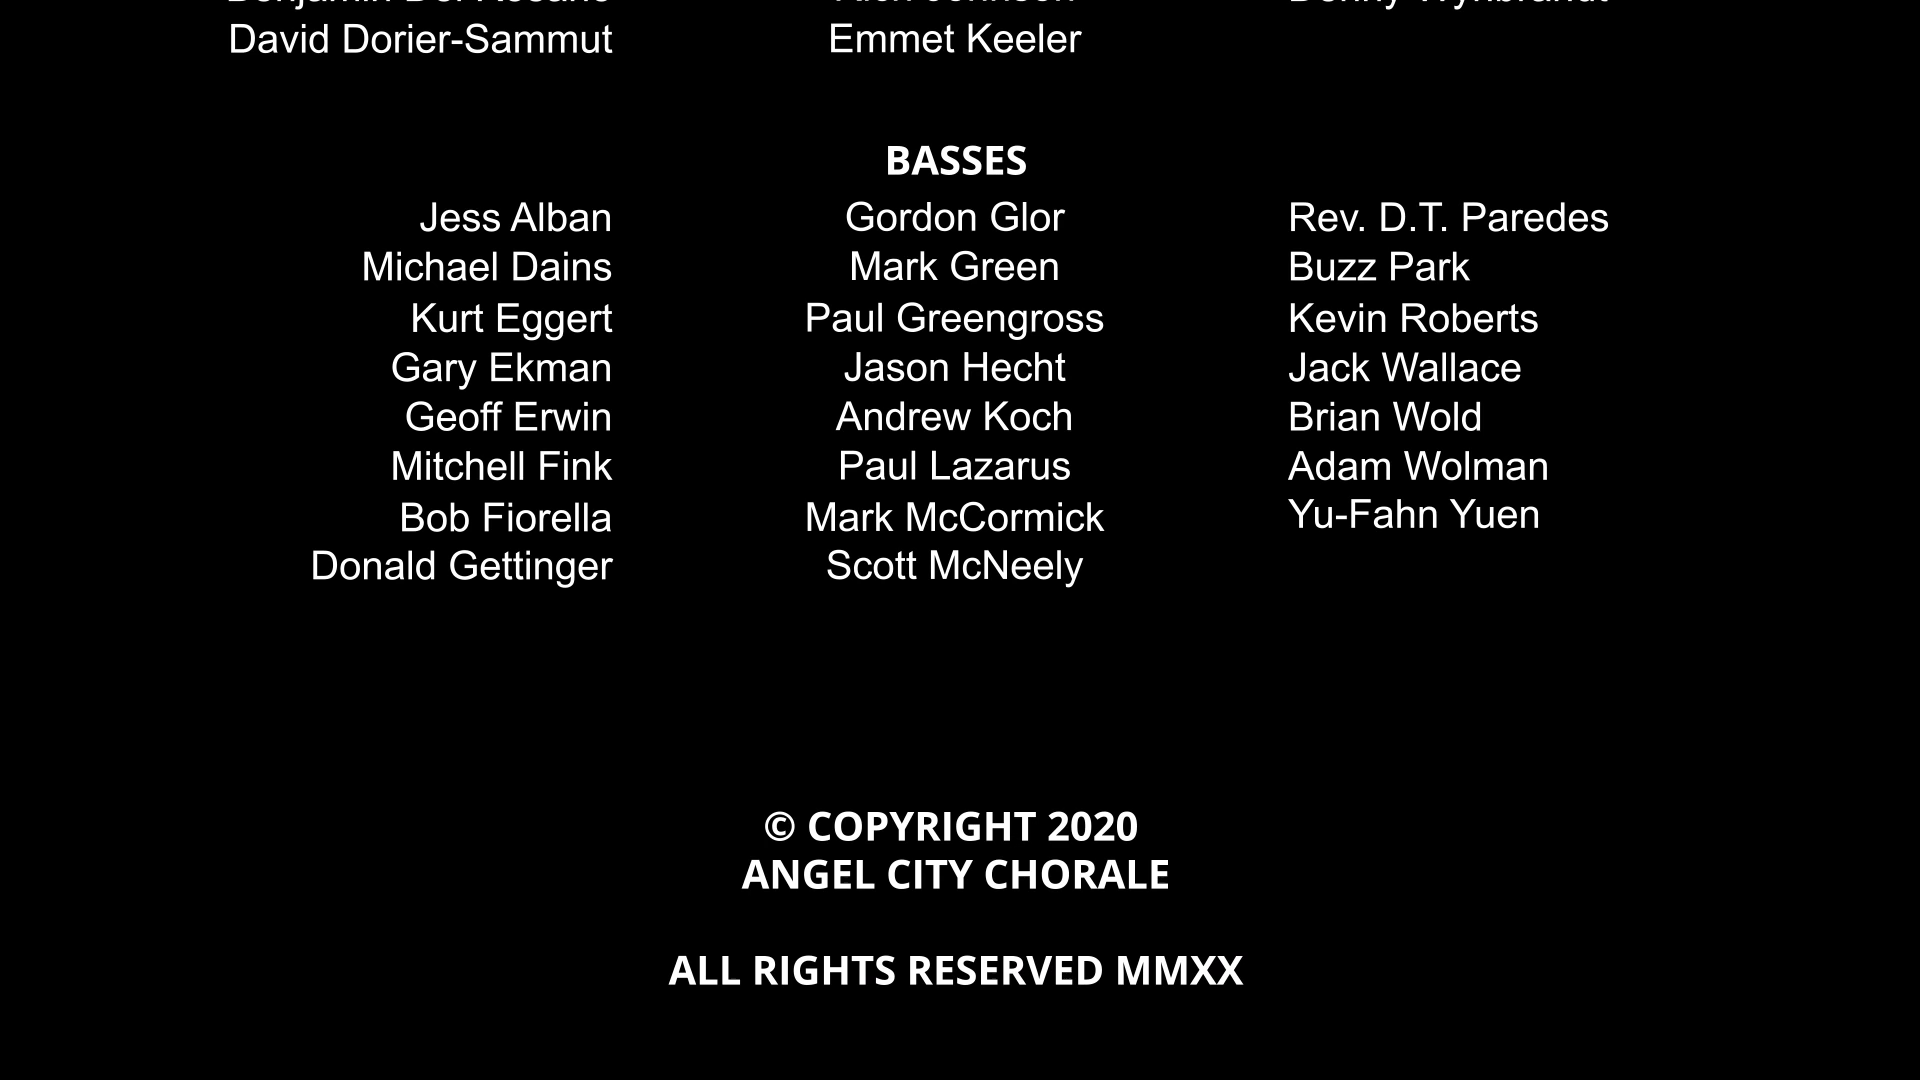 David Dorier-Sammut Emmet Keeler
BASSES
Jess Alban Gordon Glor Rev. D.T. Paredes
Michael Dains Mark Green Buzz Park
Kurt Eggert Paul Greengross Kevin Roberts
Gary Ekman Jason Hecht Jack Wallace
Geoff Erwin Andrew Koch Brian Wold
Mitchell Fink Paul Lazarus Adam Wolman
Bob Fiorella Mark McCormick Yu-Fahn Yuen
Donald Gettinger Scott McNeely
© COPYRIGHT 2020
ANGEL CITY CHORALE
ALL RIGHTS RESERVED MMXX